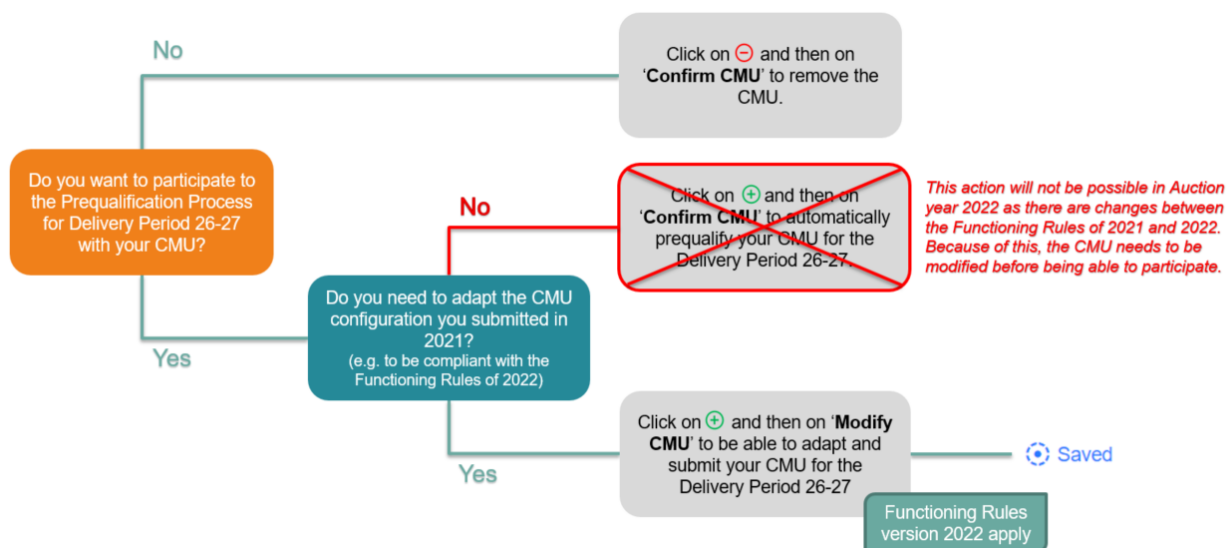 No
Click on and then on
‘Confirm CMU’ to remove the
CMU.
Do you want to participate to
the Prequalification Process
for Delivery Period 26-27
with your CMU?
No
Click on and then on
‘Confirm CMU’ to automatically
prequalify your CMU for the
Delivery Period 26-27.
This action will not be possible in Auction
year 2022 as there are changes between
the Functioning Rules of 2021 and 2022.
Because of this, the CMU needs to be
modified before being able to participate.
Yes
Do you need to adapt the CMU
configuration you submitted in
2021?
(e.g. to be compliant with the
Functioning Rules of 2022)
Yes
Click on and then on ‘Modify
CMU’ to be able to adapt and
submit your CMU for the
Delivery Period 26-27
Saved
Functioning Rules
version 2022 apply